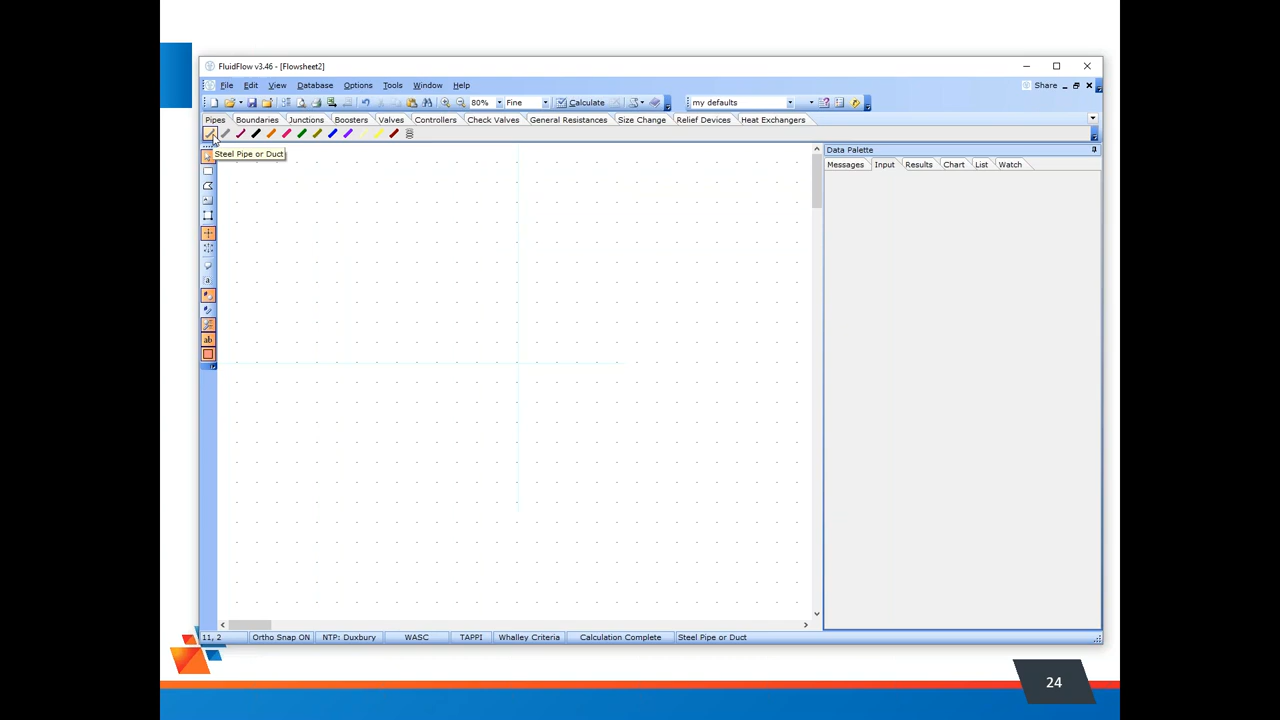 FluidFlow v3.46 - [Flowsheet2]
File Edit View Database Options Tools Window Help Share
80% Fine Calculate my defaults
Pipes Boundaries Junctions Boosters Valves Controllers Check Valves General Resistances Size Change Relief Devices Heat Exchangers
Steel Pipe or Duct
Data Palette
Messages Input Results Chart List Watch
a
ab
11, 2 Ortho Snap ON NTP: Duxbury WASC TAPPI Whalley Criteria Calculation Complete Steel Pipe or Duct
24